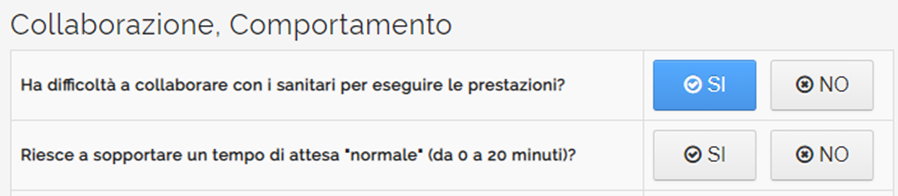 Collaborazione, Comportamento
Ha difficoltà a collaborare con i sanitari per eseguire le prestazioni? SI NO
Riesce a sopportare un tempo di attesa "normale" (da 0 a 20 minuti)? SI NO